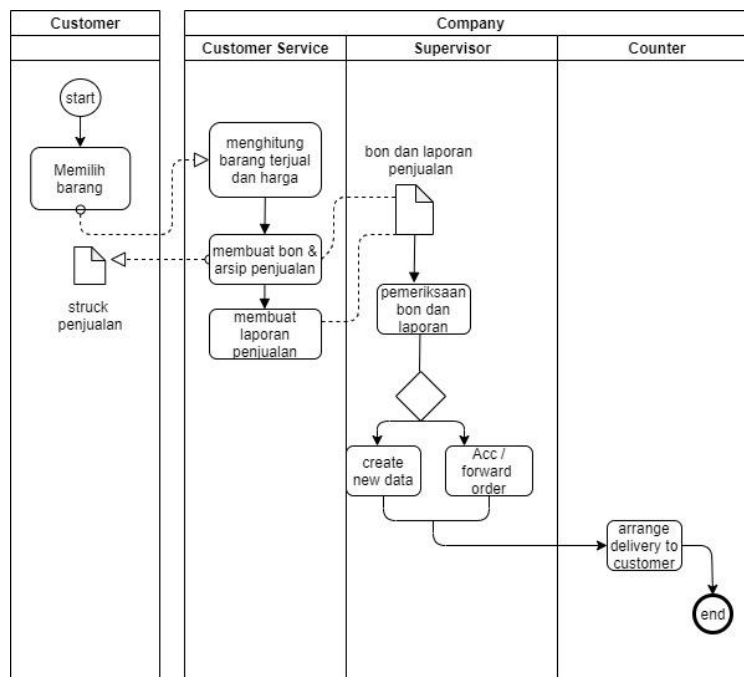 Customer
Company
Customer Service
Supervisor
Counter
start
Memilih
barang
menghitung
barang terjual
dan harga
bon dan laporan
penjualan
membuat bon &
arsip penjualan
struck
penjualan
membuat
laporan
penjualan
pemeriksaan
bon dan
laporan
create
new data
Acc /
forward
order
arrange
delivery to
customer
end